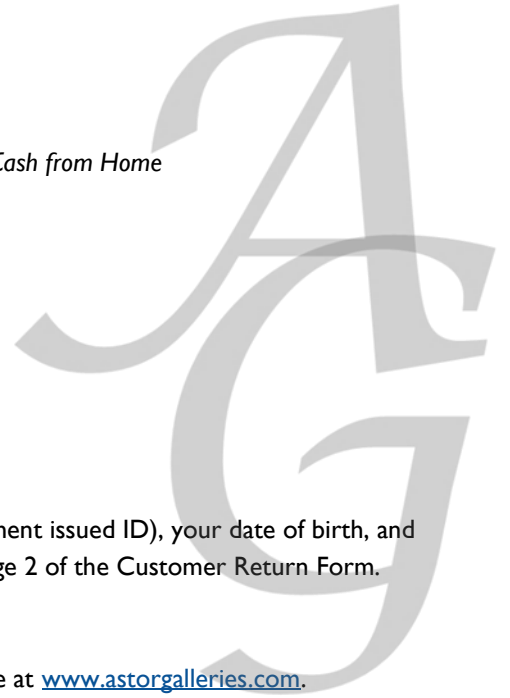 Cash from Home
AG
ment issued ID), your date of birth, and
ge 2 of the Customer Return Form.
e at www.astorgalleries.com.